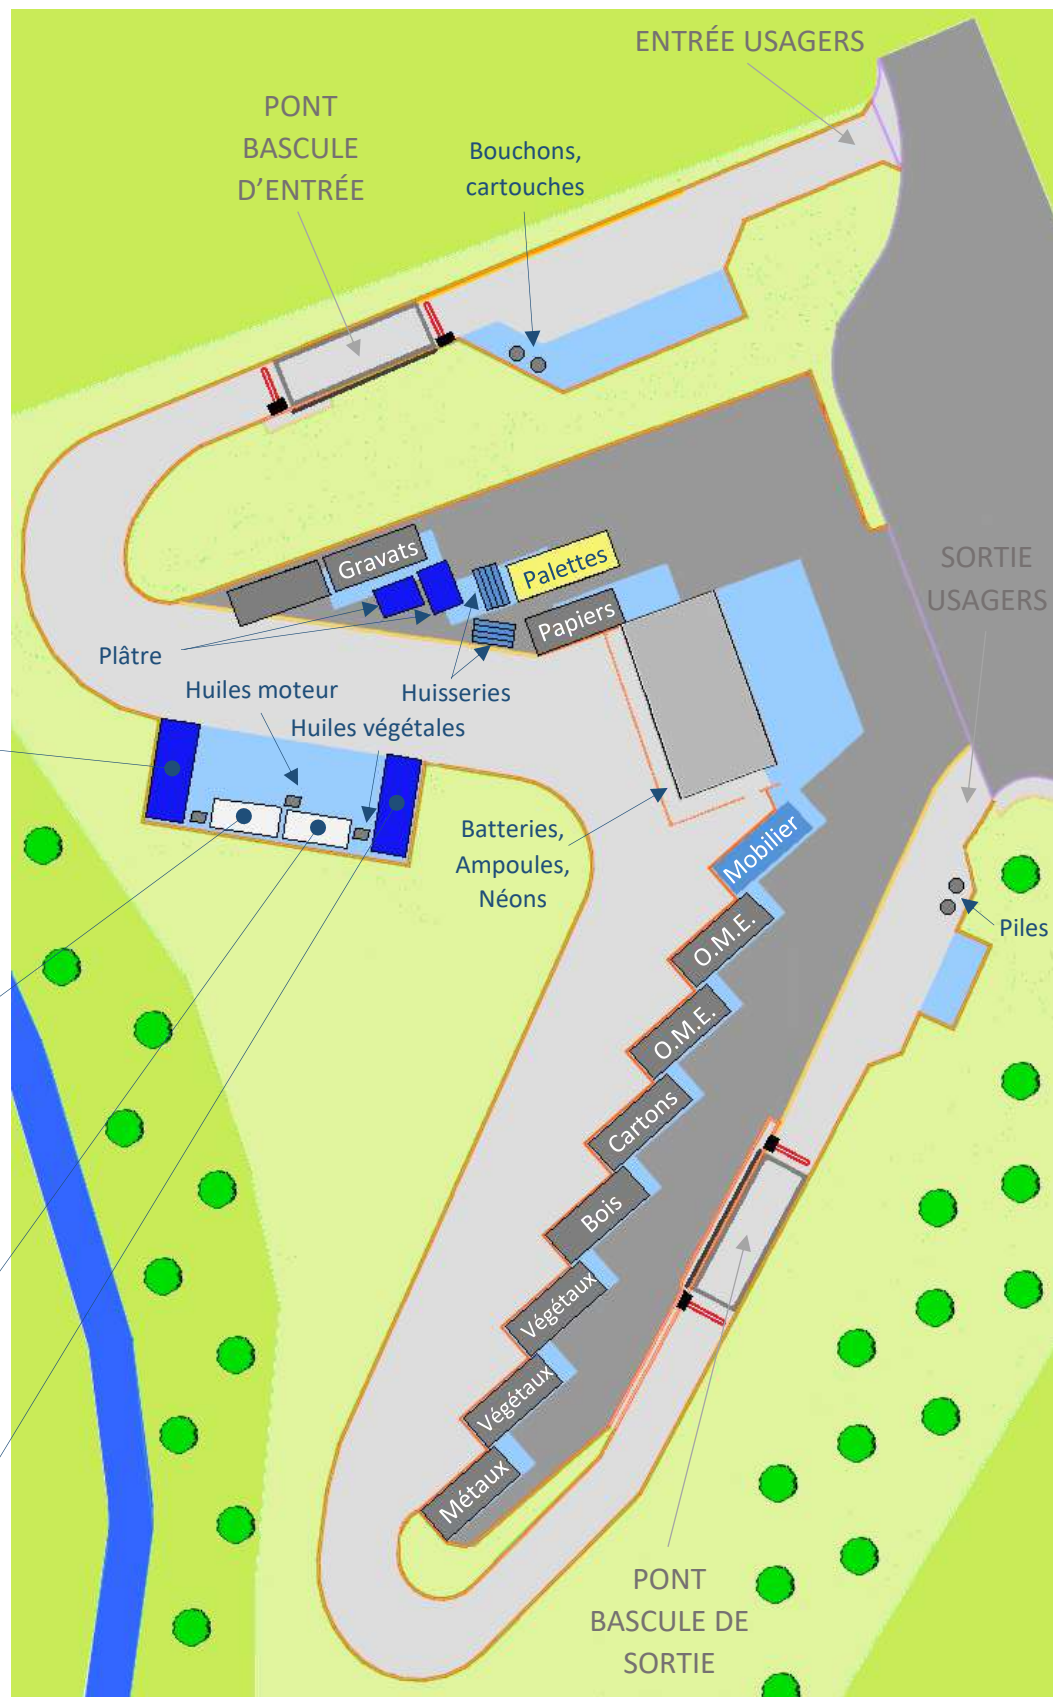 ENTRÉE USAGERS
PONT
BASCULE
D’ENTRÉE
Bouchons,
cartouches
Gravats
Palettes
Papiers
Plâtre
Huisseries
Huiles moteur
Huiles végétales
SORTIE
USAGERS
Batteries,
Ampoules,
Néons
Mobilier
O.M.E.
Piles
O.M.E.
Cartons
Bois
Végétaux
Végétaux
Métaux
PONT
BASCULE DE
SORTIE